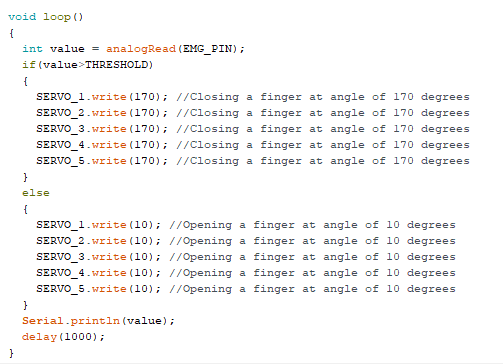 void loop()
{
int value = analogRead(EMG_PIN);
if(value>THRESHOLD)
{
SERVO_1.write(170); //Closing a finger at angle of 170 degrees
SERVO_2.write(170); //Closing a finger at angle of 170 degrees
SERVO_3.write(170); //Closing a finger at angle of 170 degrees
SERVO_4.write(170); //Closing a finger at angle of 170 degrees
SERVO_5.write(170); //Closing a finger at angle of 170 degrees
}
else
{
SERVO_1.write(10); //Opening a finger at angle of 10 degrees
SERVO_2.write(10); //Opening a finger at angle of 10 degrees
SERVO_3.write(10); //Opening a finger at angle of 10 degrees
SERVO_4.write(10); //Opening a finger at angle of 10 degrees
SERVO_5.write(10); //Opening a finger at angle of 10 degrees
}
Serial.println(value);
delay(1000);
}